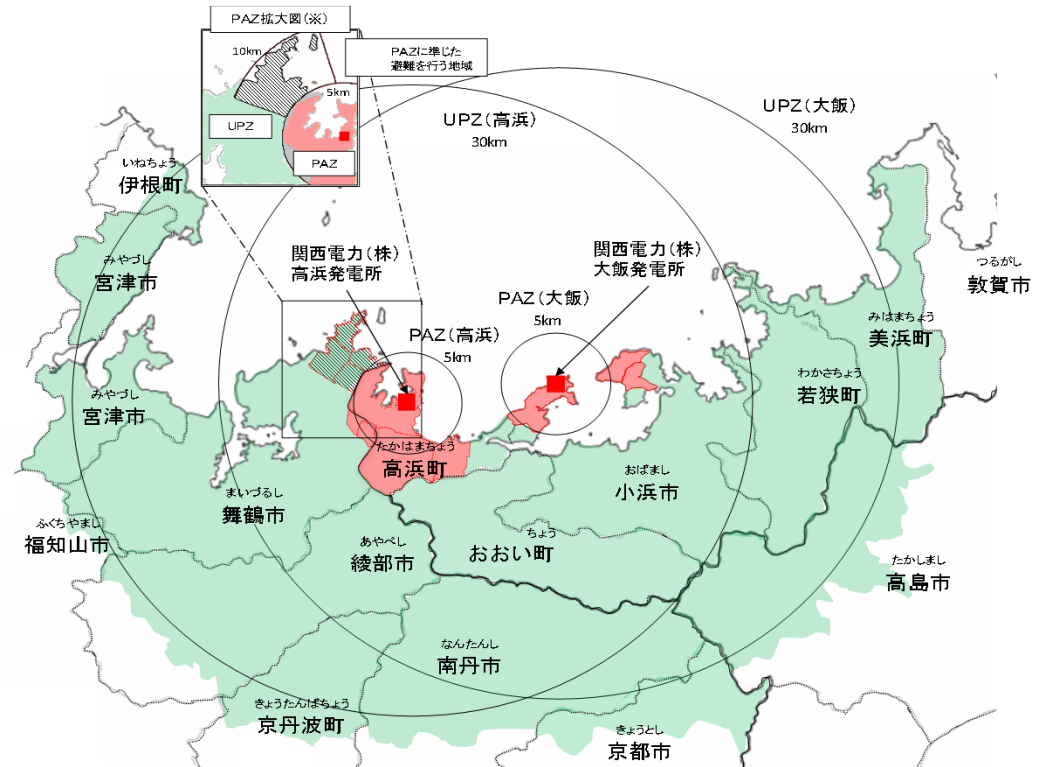 PAZ拡大図(※)
10km
5km
UPZ
PAZ
PAZに準じた
避難を行う地域
UPZ(高浜)
30km
UPZ(大飯)
30km
いねちょう
伊根町
みやづし
宮津市
関西電力(株)
高浜発電所
関西電力(株)
大飯発電所
つるがし
敦賀市
PAZ(大飯)
5km
PAZ(高浜)
5km
みはまちょう
美浜町
わかさちょう
若狭町
みやづし
宮津市
たかはまちょう
高浜町
おばまし
小浜市
まいづるし
舞鶴市
ふくちやまし
福知山市
あやべし
綾部市
ちょう
おおい町
たかしまし
高島市
なんたんし
南丹市
きょうたんばちょう
京丹波町
きょうとし
京都市